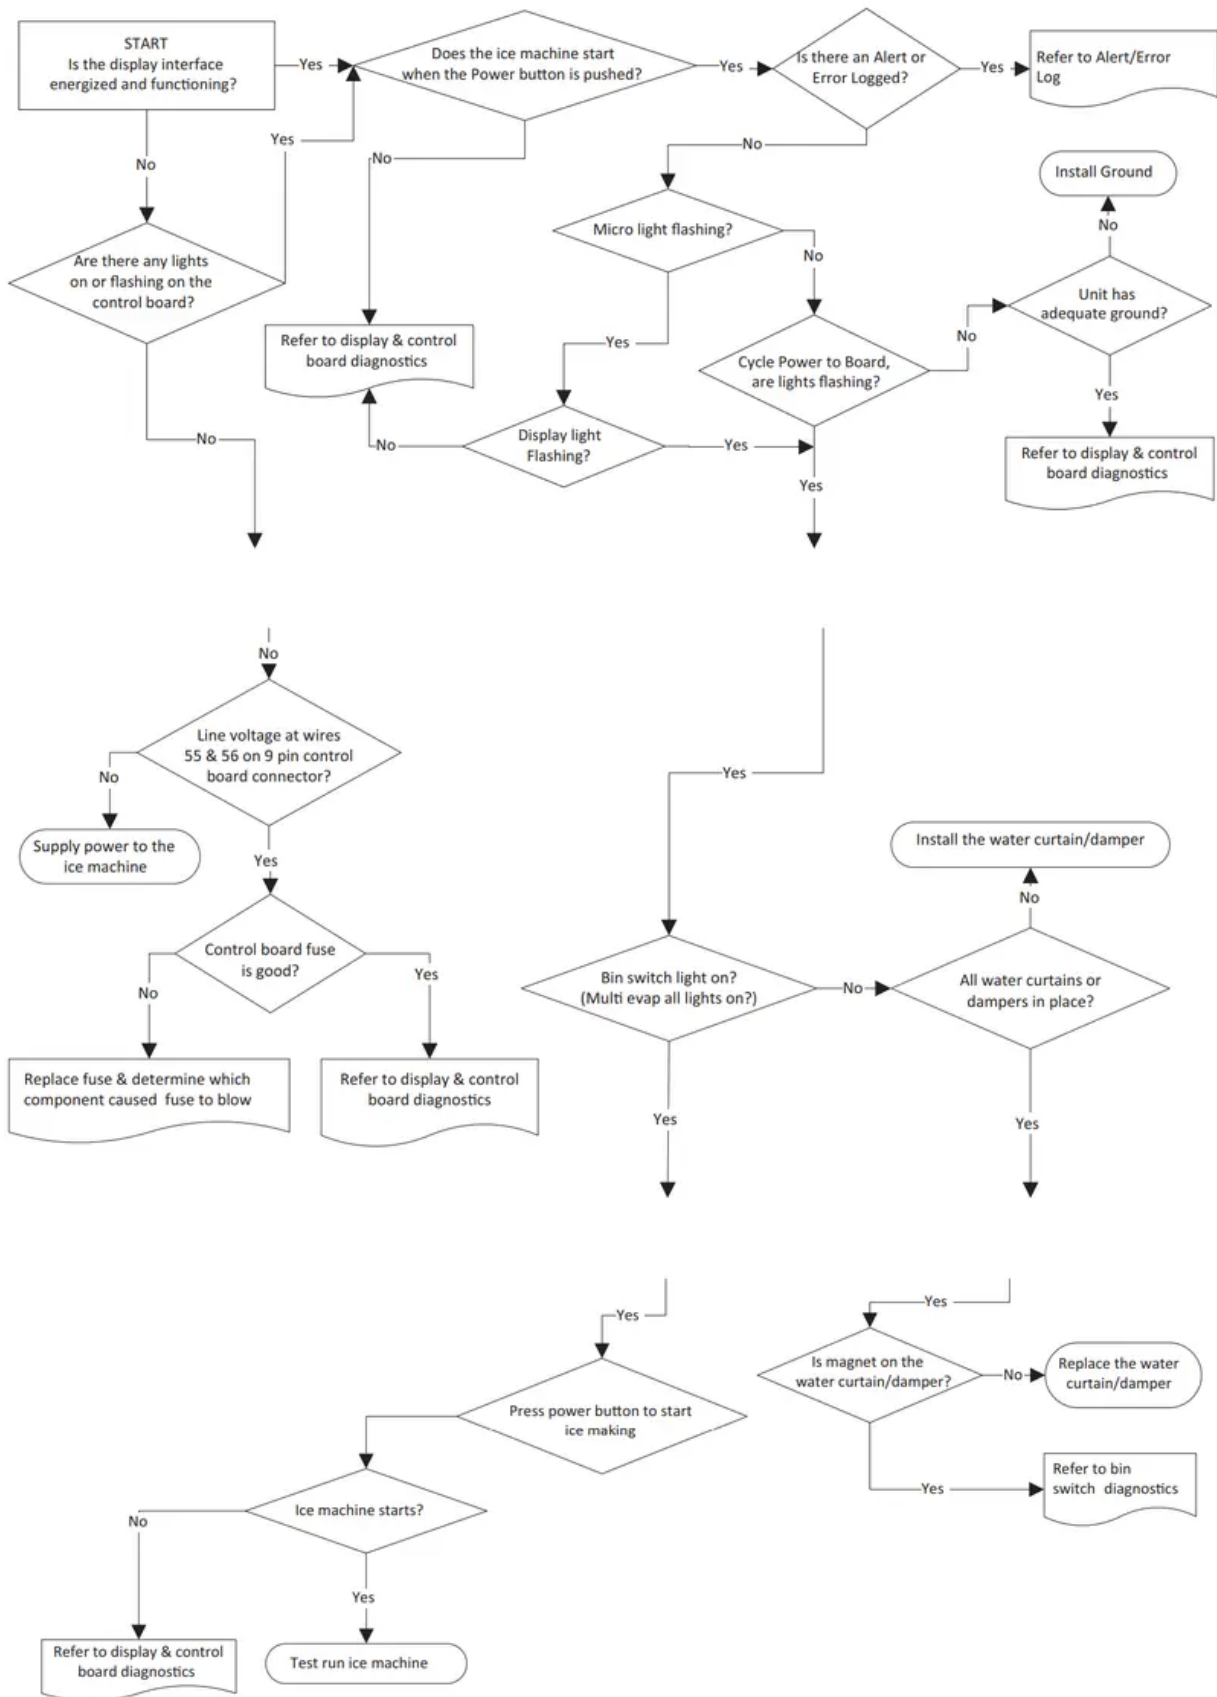 START
Is the display interface
energized and functioning?
Yes
Does the ice machine start
when the Power button is pushed?
Yes
Is there an Alert or
Error Logged?
Yes
Refer to Alert/Error
Log
No
Yes
No
No
Install Ground
No
Are there any lights
on or flashing on the
control board?
Micro light flashing?
No
Unit has
adequate ground?
Refer to display & control
board diagnostics
Yes
Cycle Power to Board,
are lights flashing?
No
Yes
No
No
Display light
Flashing?
Yes
Yes
Refer to display & control
board diagnostics
No
Line voltage at wires
55 & 56 on 9 pin control
board connector?
No
Yes
Supply power to the
ice machine
Yes
Install the water curtain/damper
No
Control board fuse
is good?
No
Yes
Bin switch light on?
(Multi evap all lights on?)
No
All water curtains or
dampers in place?
Replace fuse & determine which
component caused fuse to blow
Refer to display & control
board diagnostics
Yes
Yes
Yes
Yes
Press power button to start
ice making
Is magnet on the
water curtain/damper?
No
Replace the water
curtain/damper
Yes
Refer to bin
switch diagnostics
Ice machine starts?
No
Yes
Refer to display & control
board diagnostics
Test run ice machine